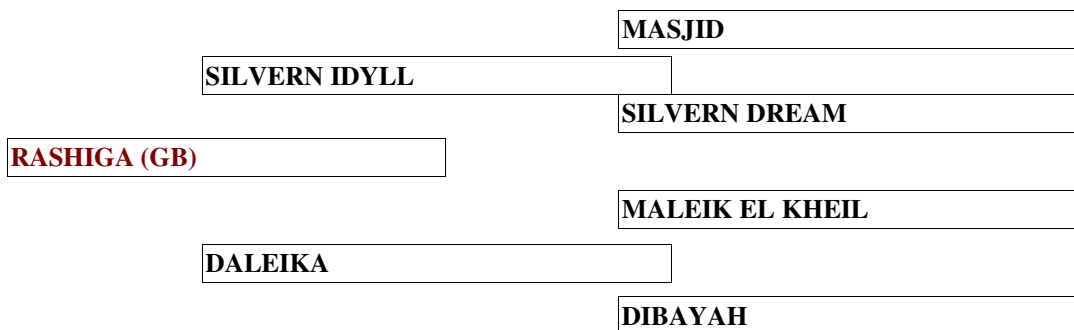 MASJID
SILVERN IDYLL
SILVERN DREAM
RASHIGA (GB)
MALEIK EL KHEIL
DALEIKA
DIBAYAH